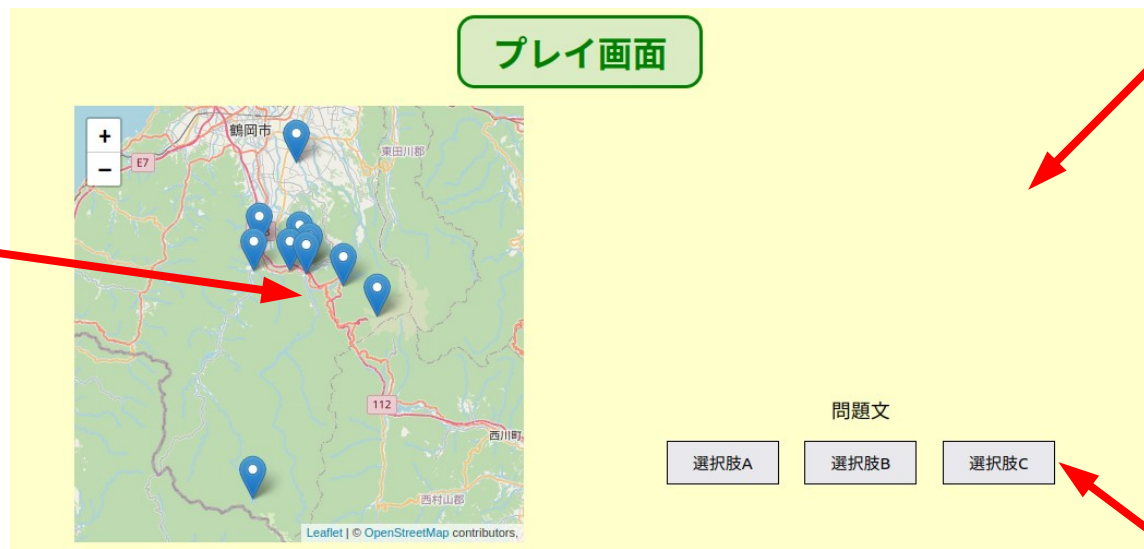 プレイ画面
+
−
E7
鶴岡市
東田川郡
112
西川町
西村山郡
Leaflet | © OpenStreetMap contributors,
問題文
選択肢A
選択肢B
選択肢C